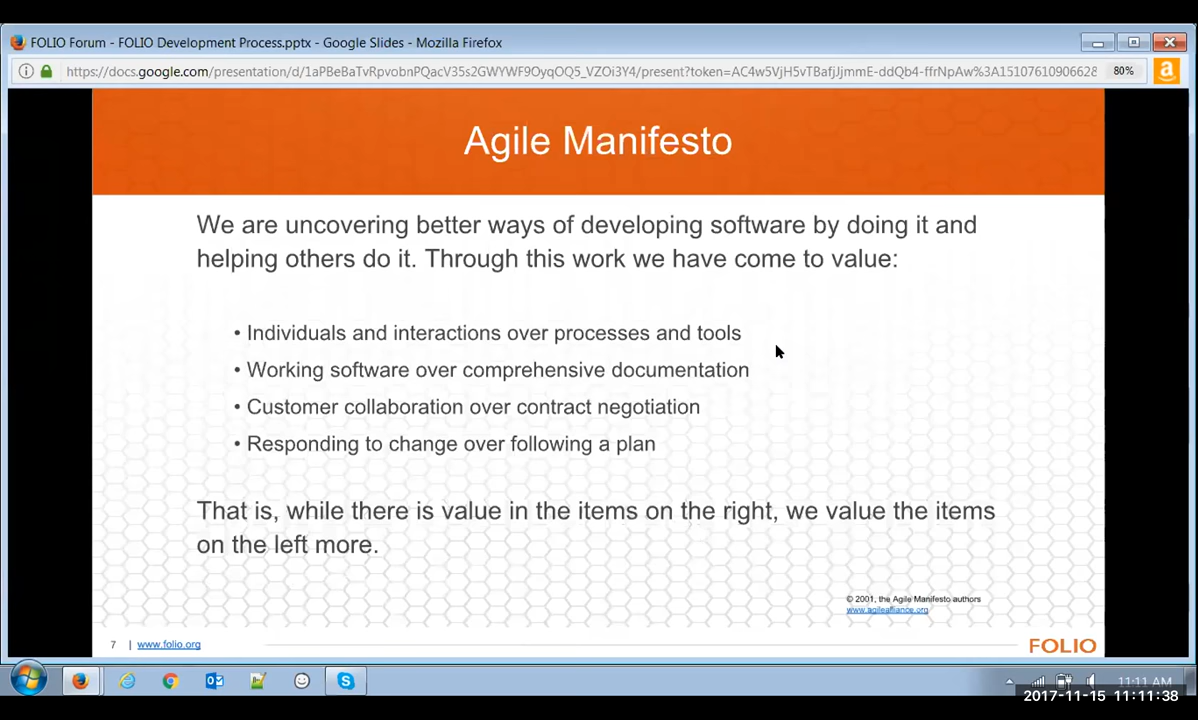 FOLIO Forum - FOLIO Development Process.pptx - Google Slides - Mozilla Firefox
https://docs.google.com/presentation/d/1aPBeBaTvRpvobnPQacV35s2GWYWF9OyqOQ5_VZOi3Y4/present?token=AC4w5VjH5vTBafjJjmmE-ddQb4-ffrNpAw%3A15107610906628
80%
Agile Manifesto
We are uncovering better ways of developing software by doing it and
helping others do it. Through this work we have come to value:
• Individuals and interactions over processes and tools
• Working software over comprehensive documentation
• Customer collaboration over contract negotiation
• Responding to change over following a plan
That is, while there is value in the items on the right, we value the items
on the left more.
© 2001, the Agile Manifesto authors
www.agilealliance.org
7 | www.folio.org
FOLIO
11:11 AM
2017-11-15 11:11:38